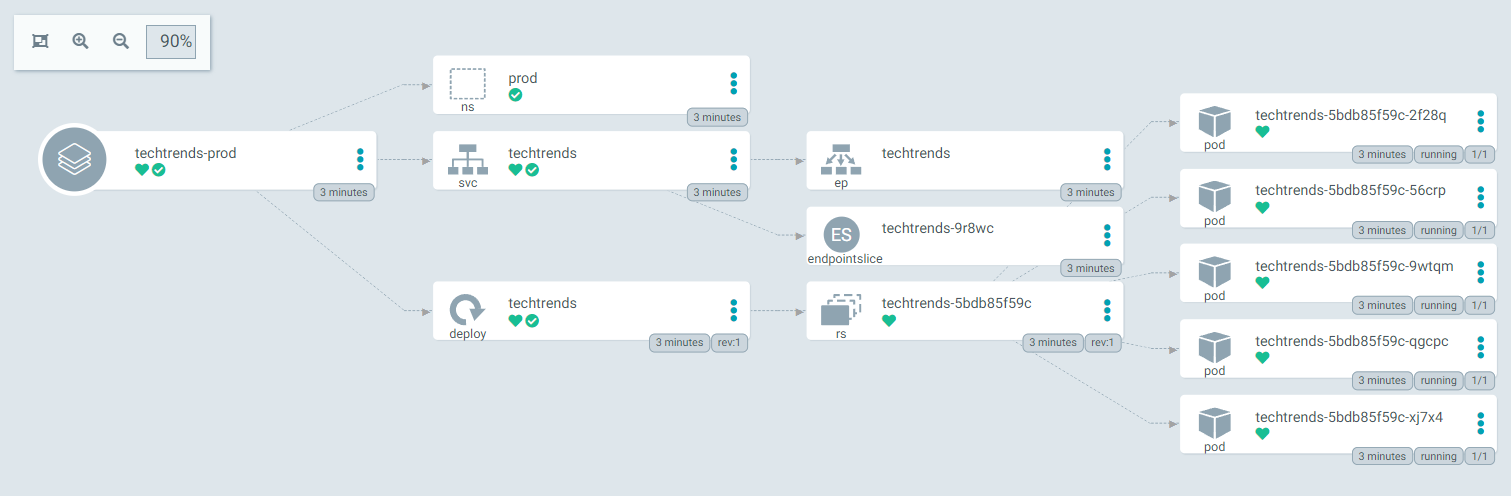 90%
techtrends-prod
3 minutes
ns
prod
3 minutes
svc
techtrends
3 minutes
deploy
techtrends
3 minutes rev:1
ep
techtrends
3 minutes
ES
endpointslice
techtrends-9r8wc
3 minutes
rs
techtrends-5bdb85f59c
3 minutes rev:1
pod
techtrends-5bdb85f59c-2f28q
3 minutes running 1/1
pod
techtrends-5bdb85f59c-56crp
3 minutes running 1/1
pod
techtrends-5bdb85f59c-9wtqm
3 minutes running 1/1
pod
techtrends-5bdb85f59c-qgcpc
3 minutes running 1/1
pod
techtrends-5bdb85f59c-xj7x4
3 minutes running 1/1